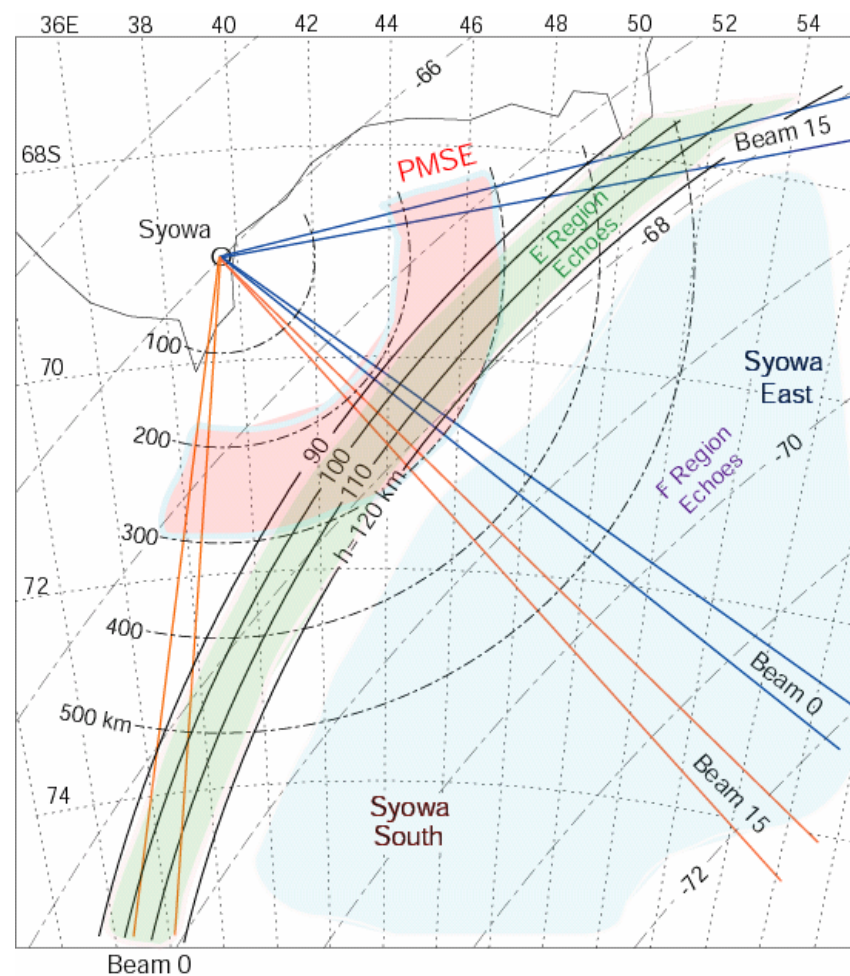 36E 38 40 42 44 46 48 50 52 54
-66
Beam 15
68S
PMSE
Syowa
E Region
Echoes
-68
100
70
Syowa
East
200
90
100
110
h=120 km
F Region
Echoes
-70
300
72
400
Beam 0
500 km
Beam 15
74
Syowa
South
-72
Beam 0